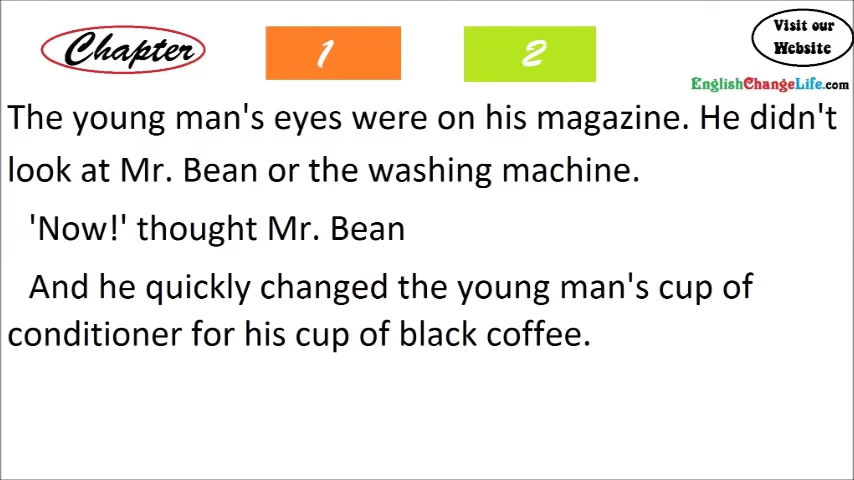 Chapter
1
2
Visit our
Website
EnglishChangeLife.com
The young man's eyes were on his magazine. He didn't
look at Mr. Bean or the washing machine.
'Now!' thought Mr. Bean
And he quickly changed the young man's cup of
conditioner for his cup of black coffee.